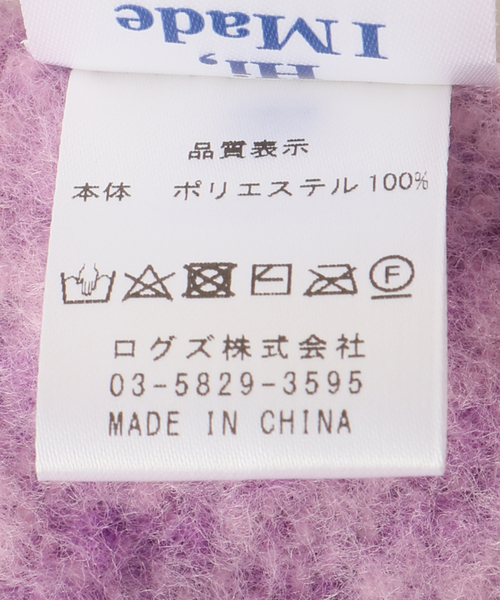 Hi,
I Made
品質表示
本体 ポリエステル100%
F
ログズ株式会社
03-5829-3595
MADE IN CHINA